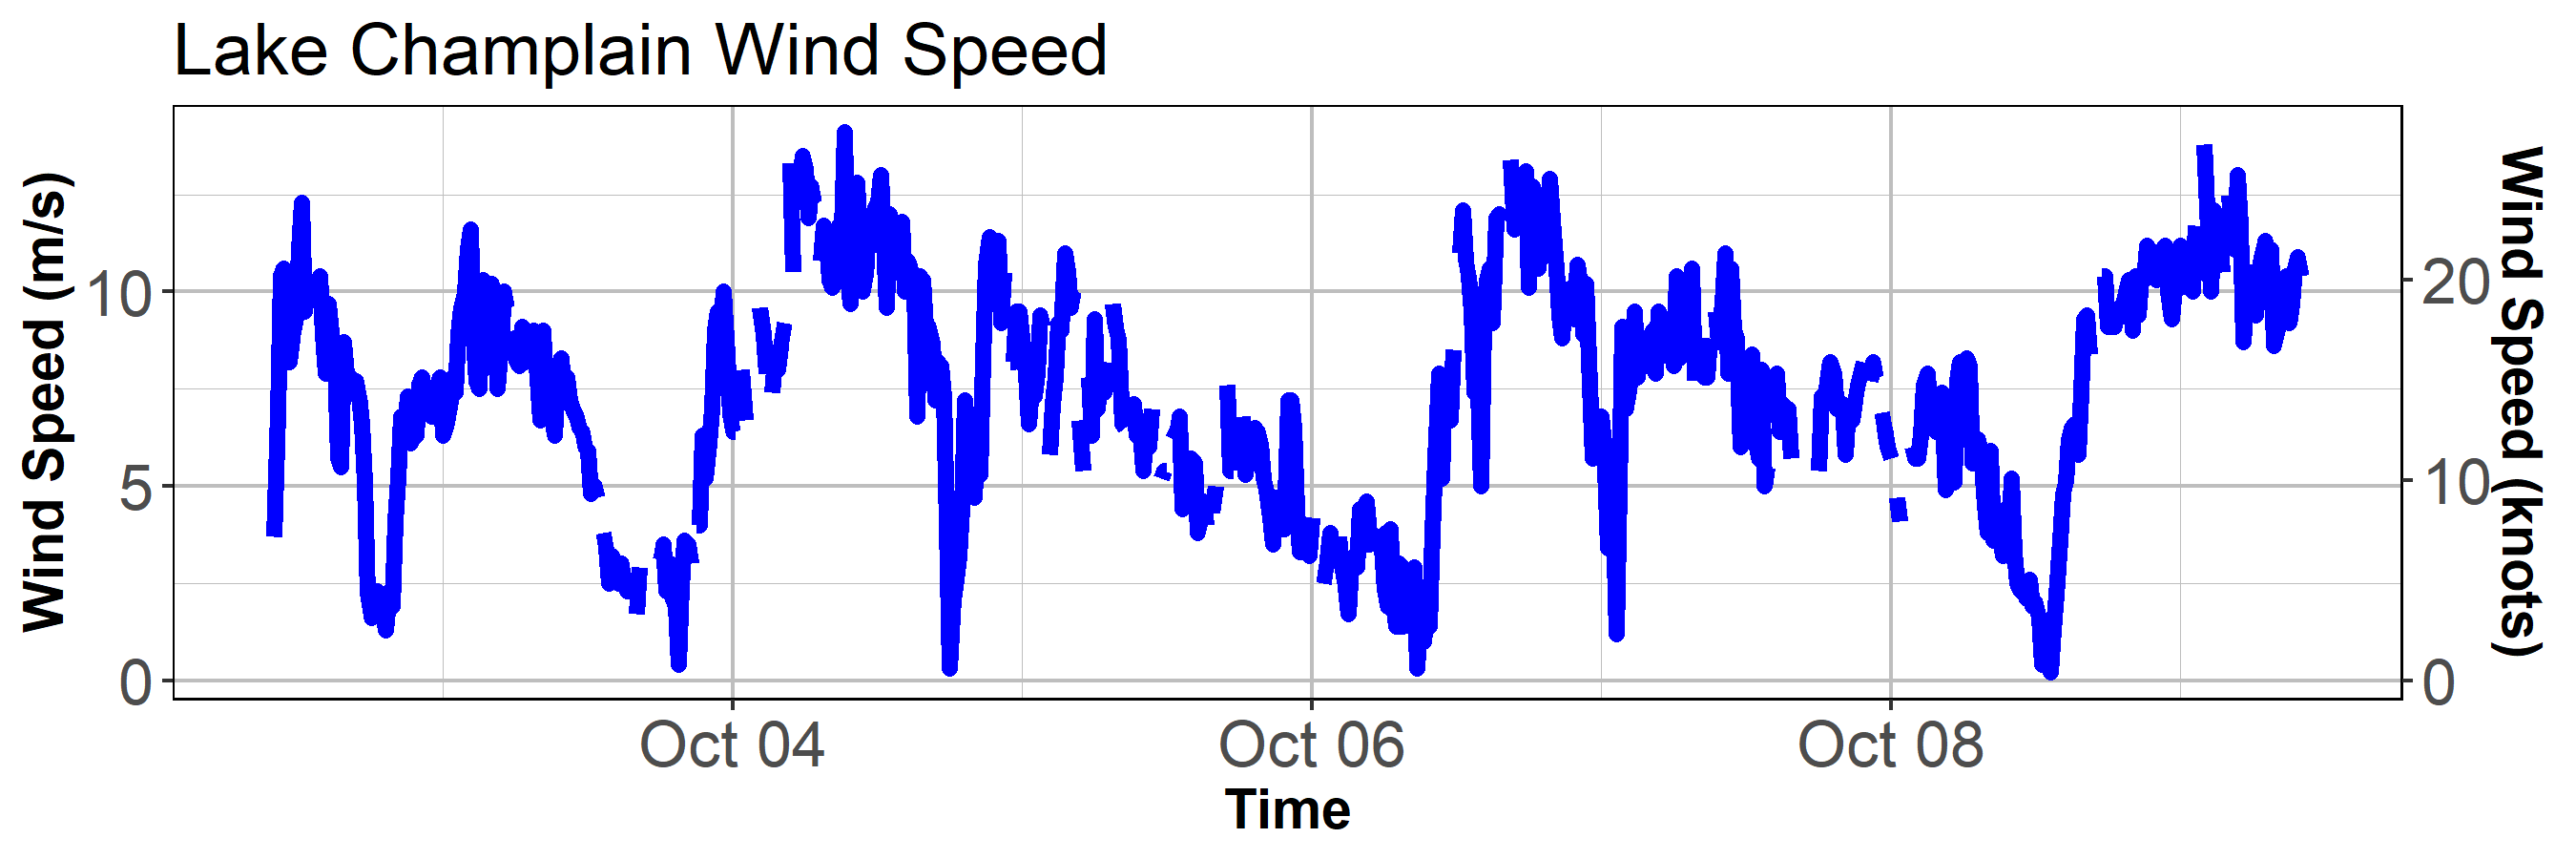 Lake Champlain Wind Speed
Wind Speed (m/s)
10
5
0
20
10
0
Wind Speed (knots)
Oct 04
Oct 06
Oct 08
Time